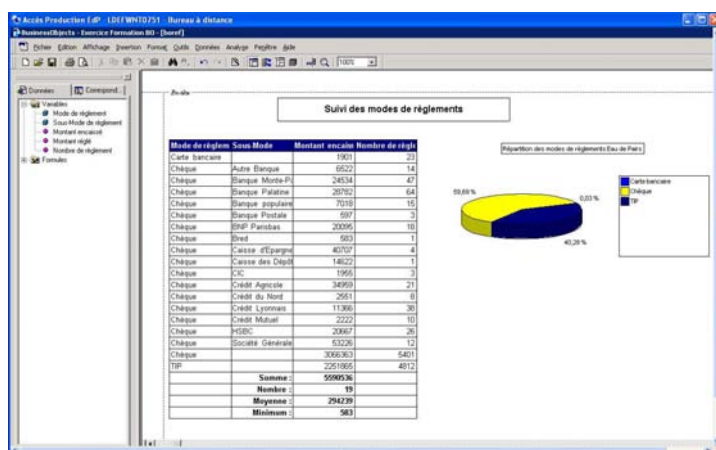 Accès Production EdP - LDEFWNT0751 - Bureau à distance
BusinessObjects - Exercice Formation BO - [boref]
Fichier Edition Affichage Insertion Format Outils Données Analyse Fenêtre Aide
100%
Données Correspond...
Variables
Mode de règlement
Sous-Mode de règlement
Montant encaissé
Montant réglé
Nombre de règlement
Formules
En-tête
Suivi des modes de règlements
Mode de règlem Sous Mode Montant encaiss Nombre de règle
Carte bancaire 1901 23
Chèque Autre Banque 6522 14
Chèque Banque Monte-Pa 24534 47
Chèque Banque Palatine 28782 64
Chèque Banque populaire 7018 15
Chèque Banque Postale 597 3
Chèque BNP Parisbas 20095 18
Chèque Bred 583 1
Chèque Caisse d'Epargne 40707 4
Chèque Caisse des Dépôt 14622 1
Chèque CIC 1955 3
Chèque Crédit Agricole 34959 21
Chèque Crédit du Nord 2551 8
Chèque Crédit Lyonnais 11366 38
Chèque Crédit Mutuel 2222 10
Chèque HSBC 20667 26
Chèque Société Générale 53226 12
Chèque 3066363 5401
TIP 2251865 4812
Somme : 5590536
Nombre : 19
Moyenne : 294239
Minimum : 583
Répartition des modes de règlements Eau de Paris
59,69 %
0,03 %
40,28 %
Carte bancaire
Chèque
TIP